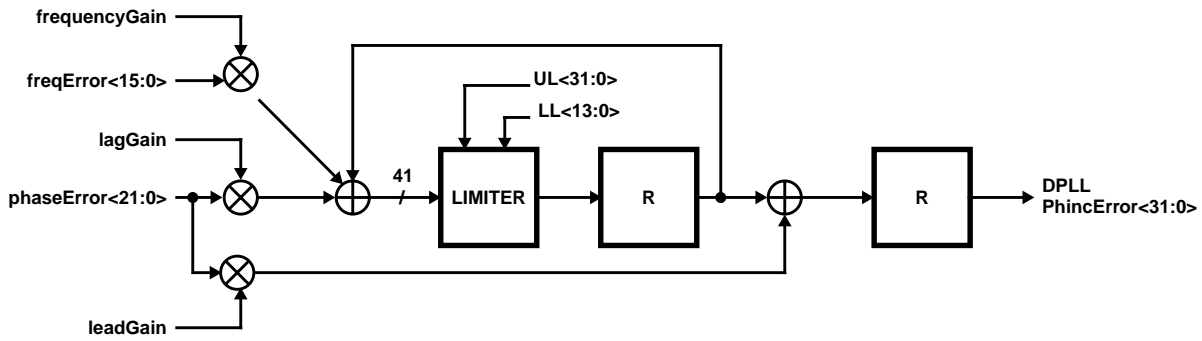 frequencyGain
freqError<15:0>
UL<31:0>
LL<13:0>
lagGain
41
phaseError<21:0>
LIMITER
R
R
DPLL
PhincError<31:0>
leadGain